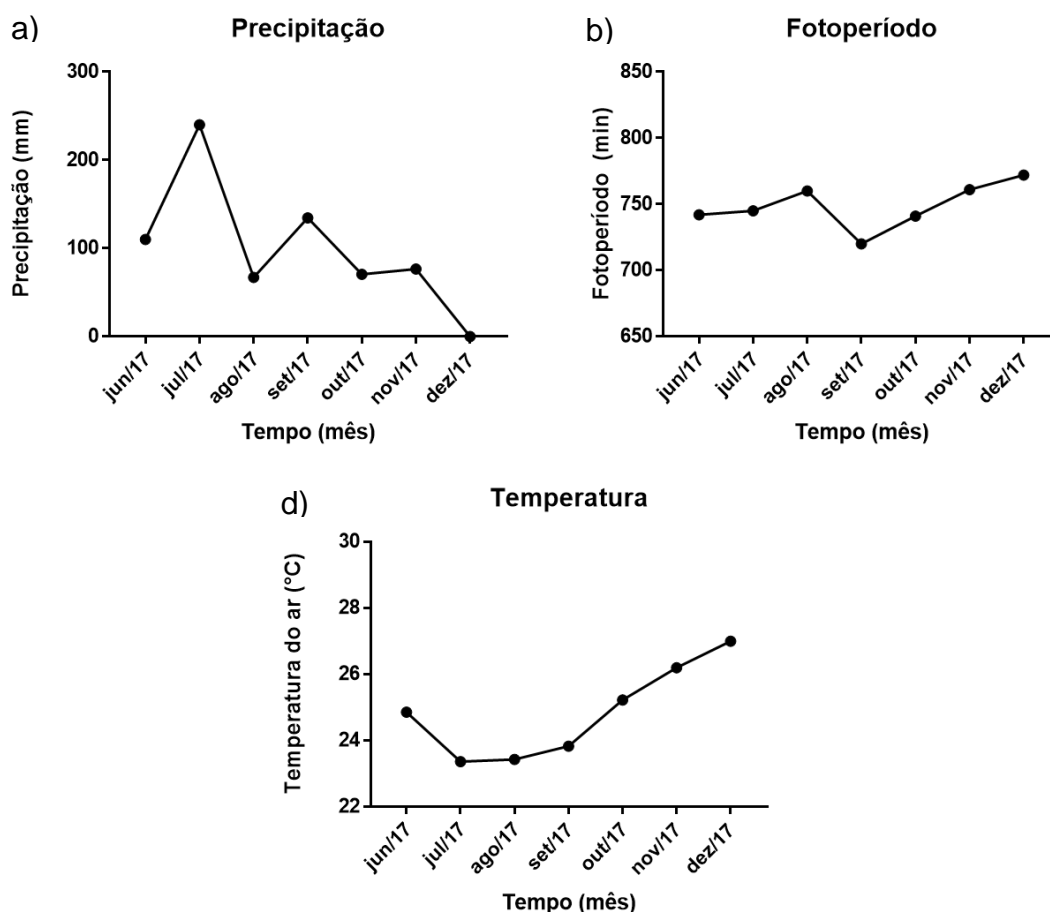 a)
Precipitação
Precipitação (mm)
300
200
100
0
jun/17
jul/17
ago/17
set/17
out/17
nov/17
dez/17
Tempo (mês)
b)
Fotoperíodo
Fotoperíodo (min)
850
800
750
700
650
jun/17
jul/17
ago/17
set/17
out/17
nov/17
dez/17
Tempo (mês)
d)
Temperatura
Temperatura do ar (°C)
30
28
26
24
22
jun/17
jul/17
ago/17
set/17
out/17
nov/17
dez/17
Tempo (mês)